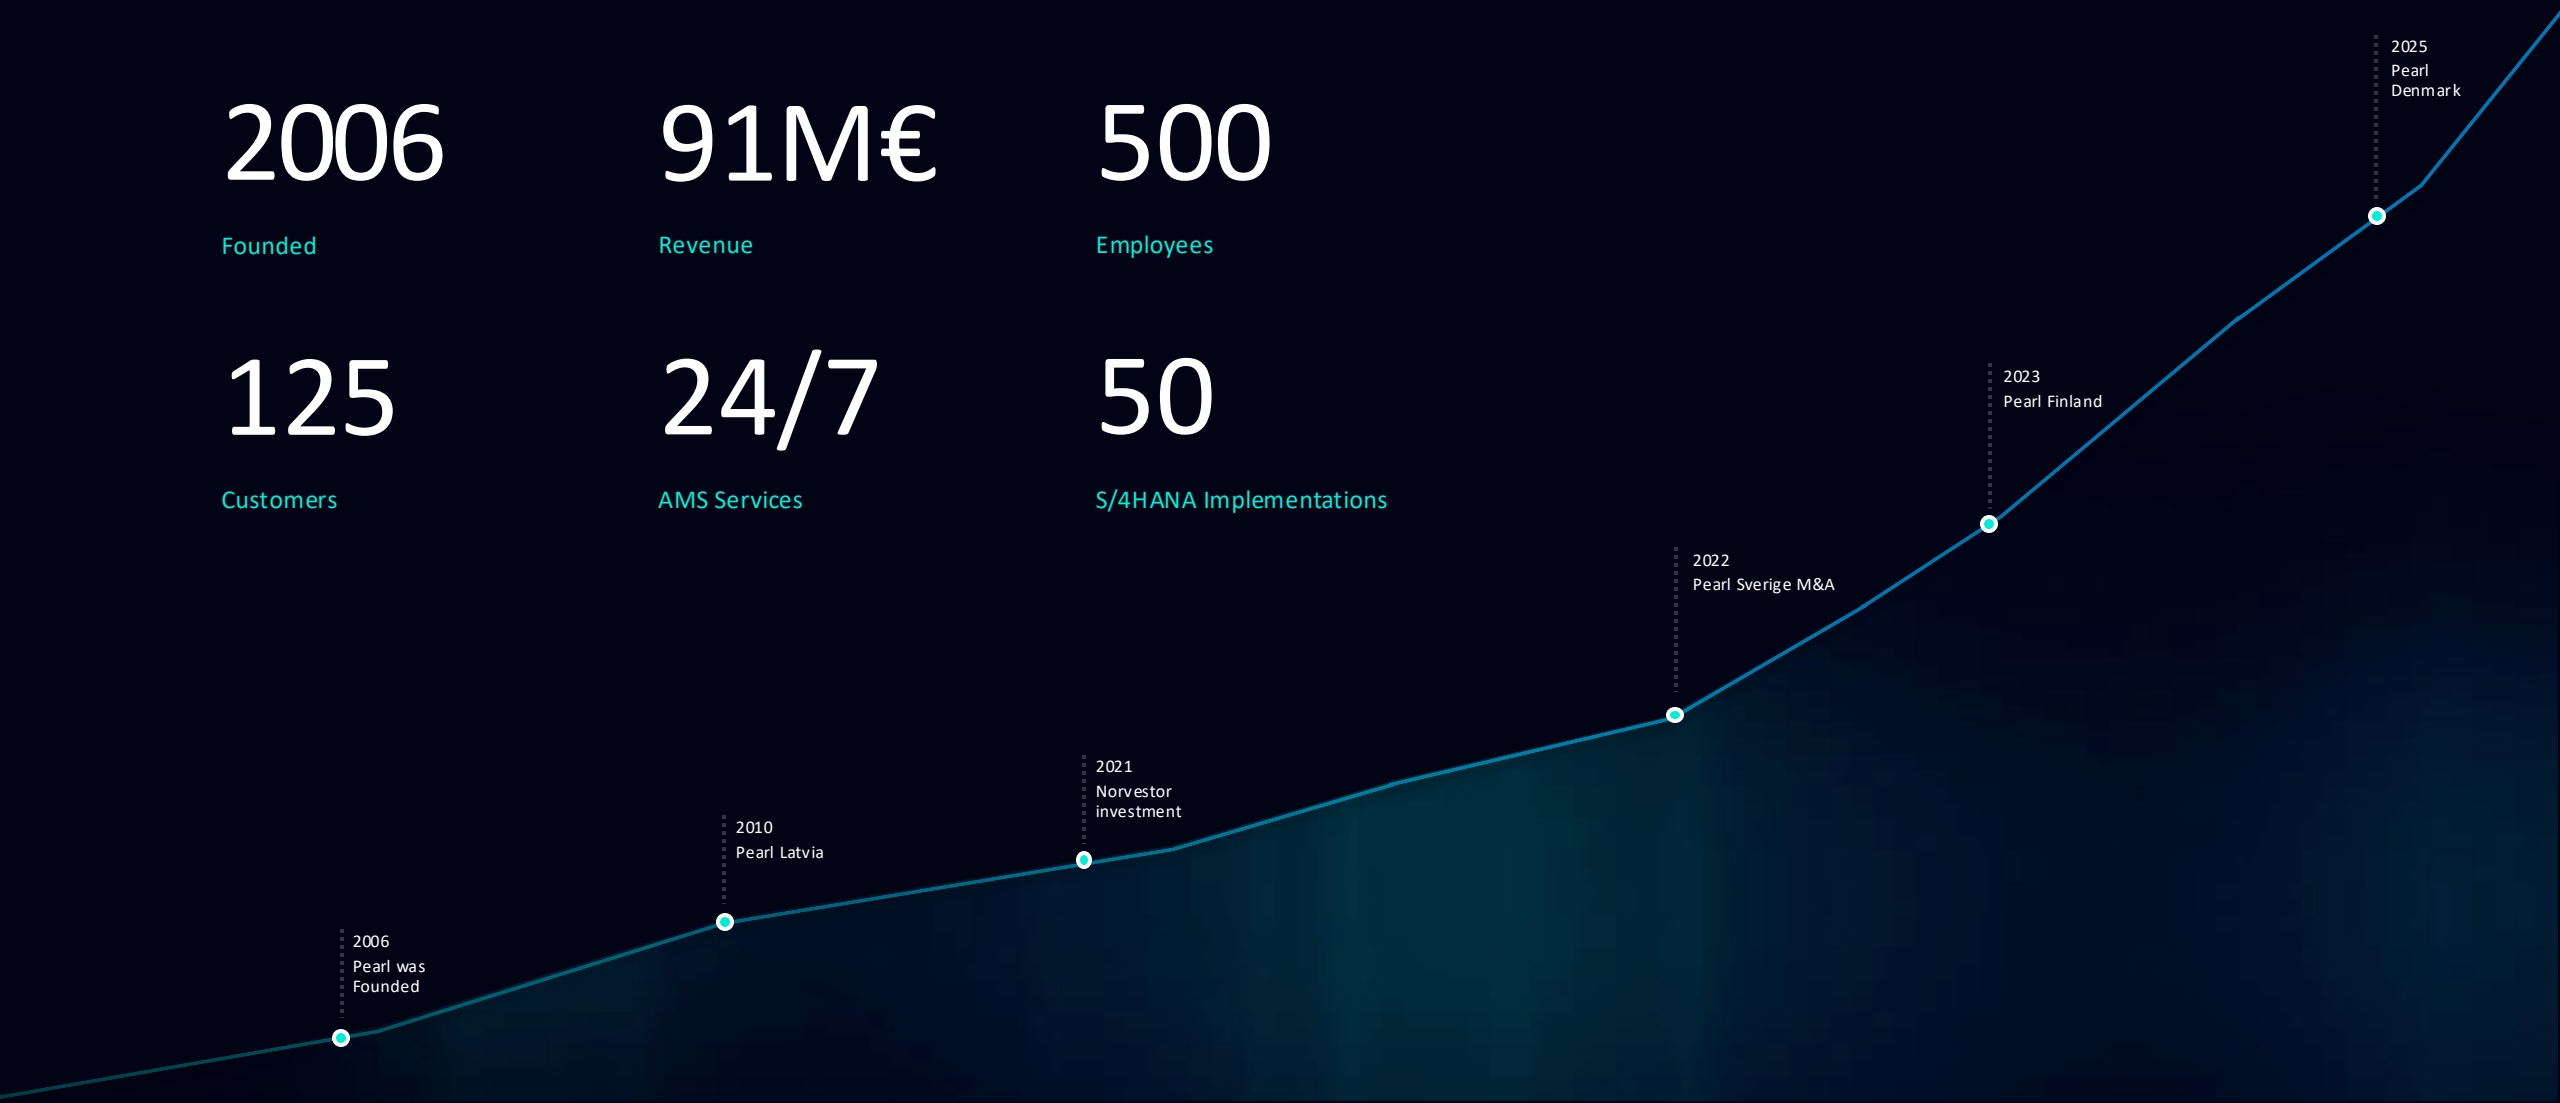 2006
Founded
91M€
Revenue
500
Employees
125
Customers
24/7
AMS Services
50
S/4HANA Implementations
2006
Pearl was
Founded
2010
Pearl Latvia
2021
Norvestor
investment
2022
Pearl Sverige M&A
2023
Pearl Finland
2025
Pearl
Denmark